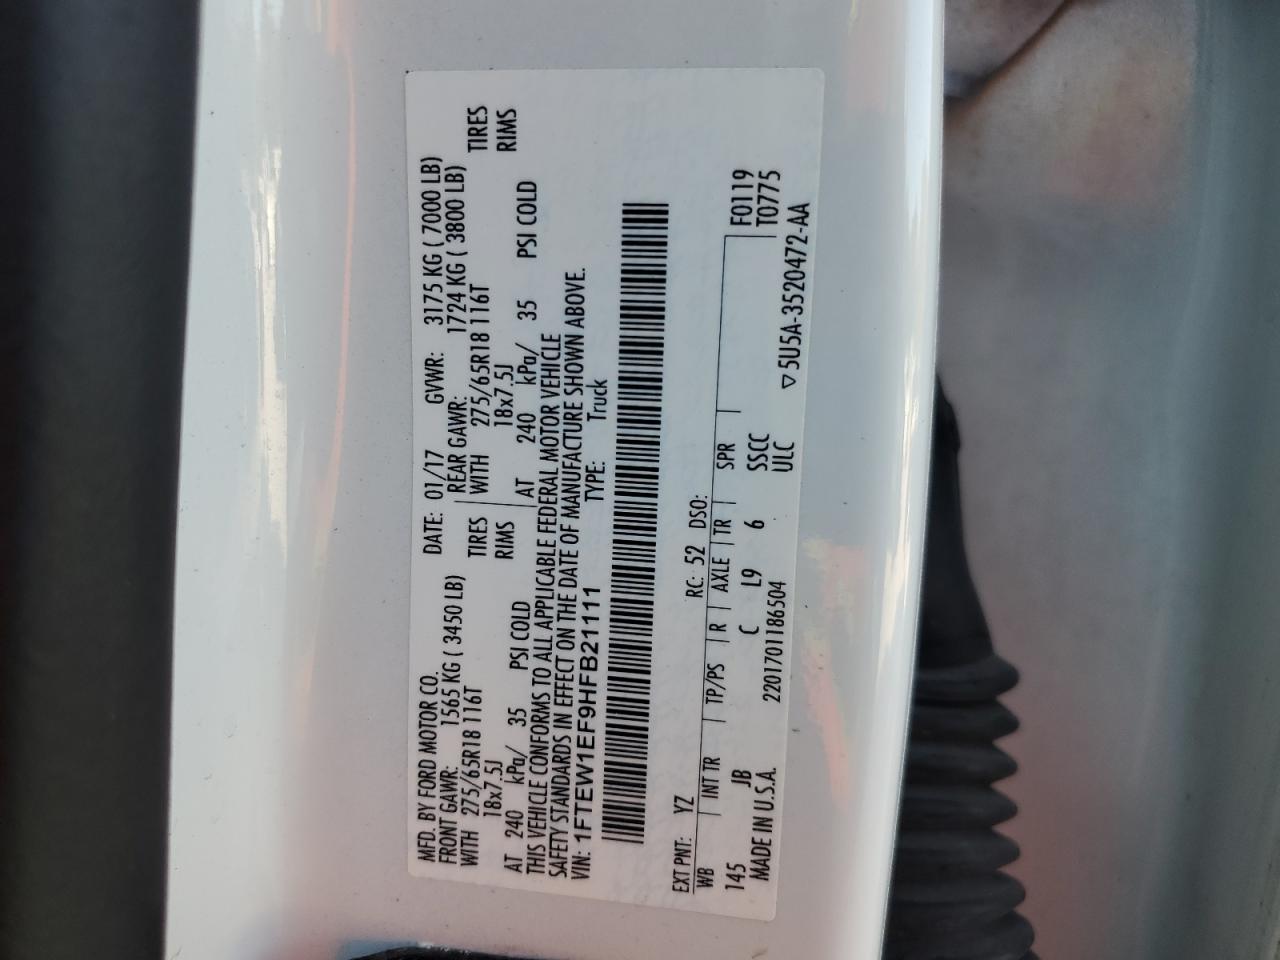 MFD. BY FORD MOTOR CO. DATE: 01/17 GVWR: 3175 KG ( 7000 LB)
FRONT GAWR: 1565 KG ( 3450 LB) REAR GAWR: 1724 KG ( 3800 LB)
WITH 275/65R18 116T TIRES WITH 275/65R18 116T TIRES
18x7.5J RIMS 18x7.5J RIMS
AT 240 kPa/ 35 PSI COLD AT 240 kPa/ 35 PSI COLD
THIS VEHICLE CONFORMS TO ALL APPLICABLE FEDERAL MOTOR VEHICLE
SAFETY STANDARDS IN EFFECT ON THE DATE OF MANUFACTURE SHOWN ABOVE.
VIN: 1FTEW1EF9HFB21111 TYPE: Truck
EXT PNT: YZ RC: 52 DSO:
WB INT TR TP/PS R AXLE TR SPR F0119
145 JB C L9 6 SSCC T0775
MADE IN U.S.A. 2201701186504 ULC ▽5U5A-3520472-AA